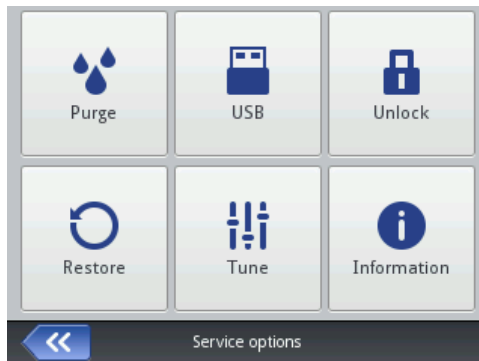 Purge
USB
Unlock
Restore
Tune
Information
Service options